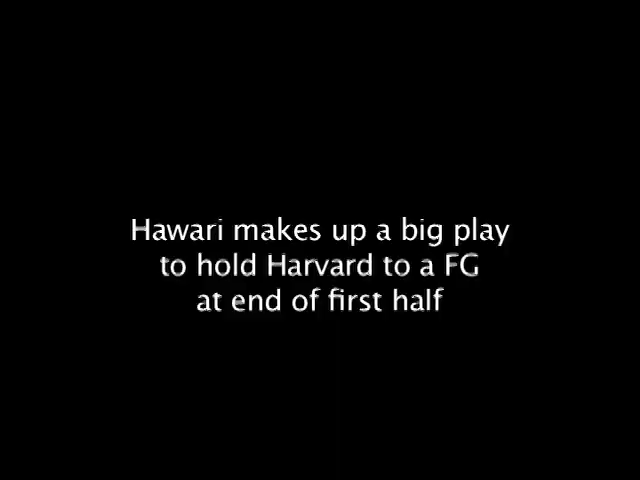 Hawari makes up a big play
to hold Harvard to a FG
at end of first half